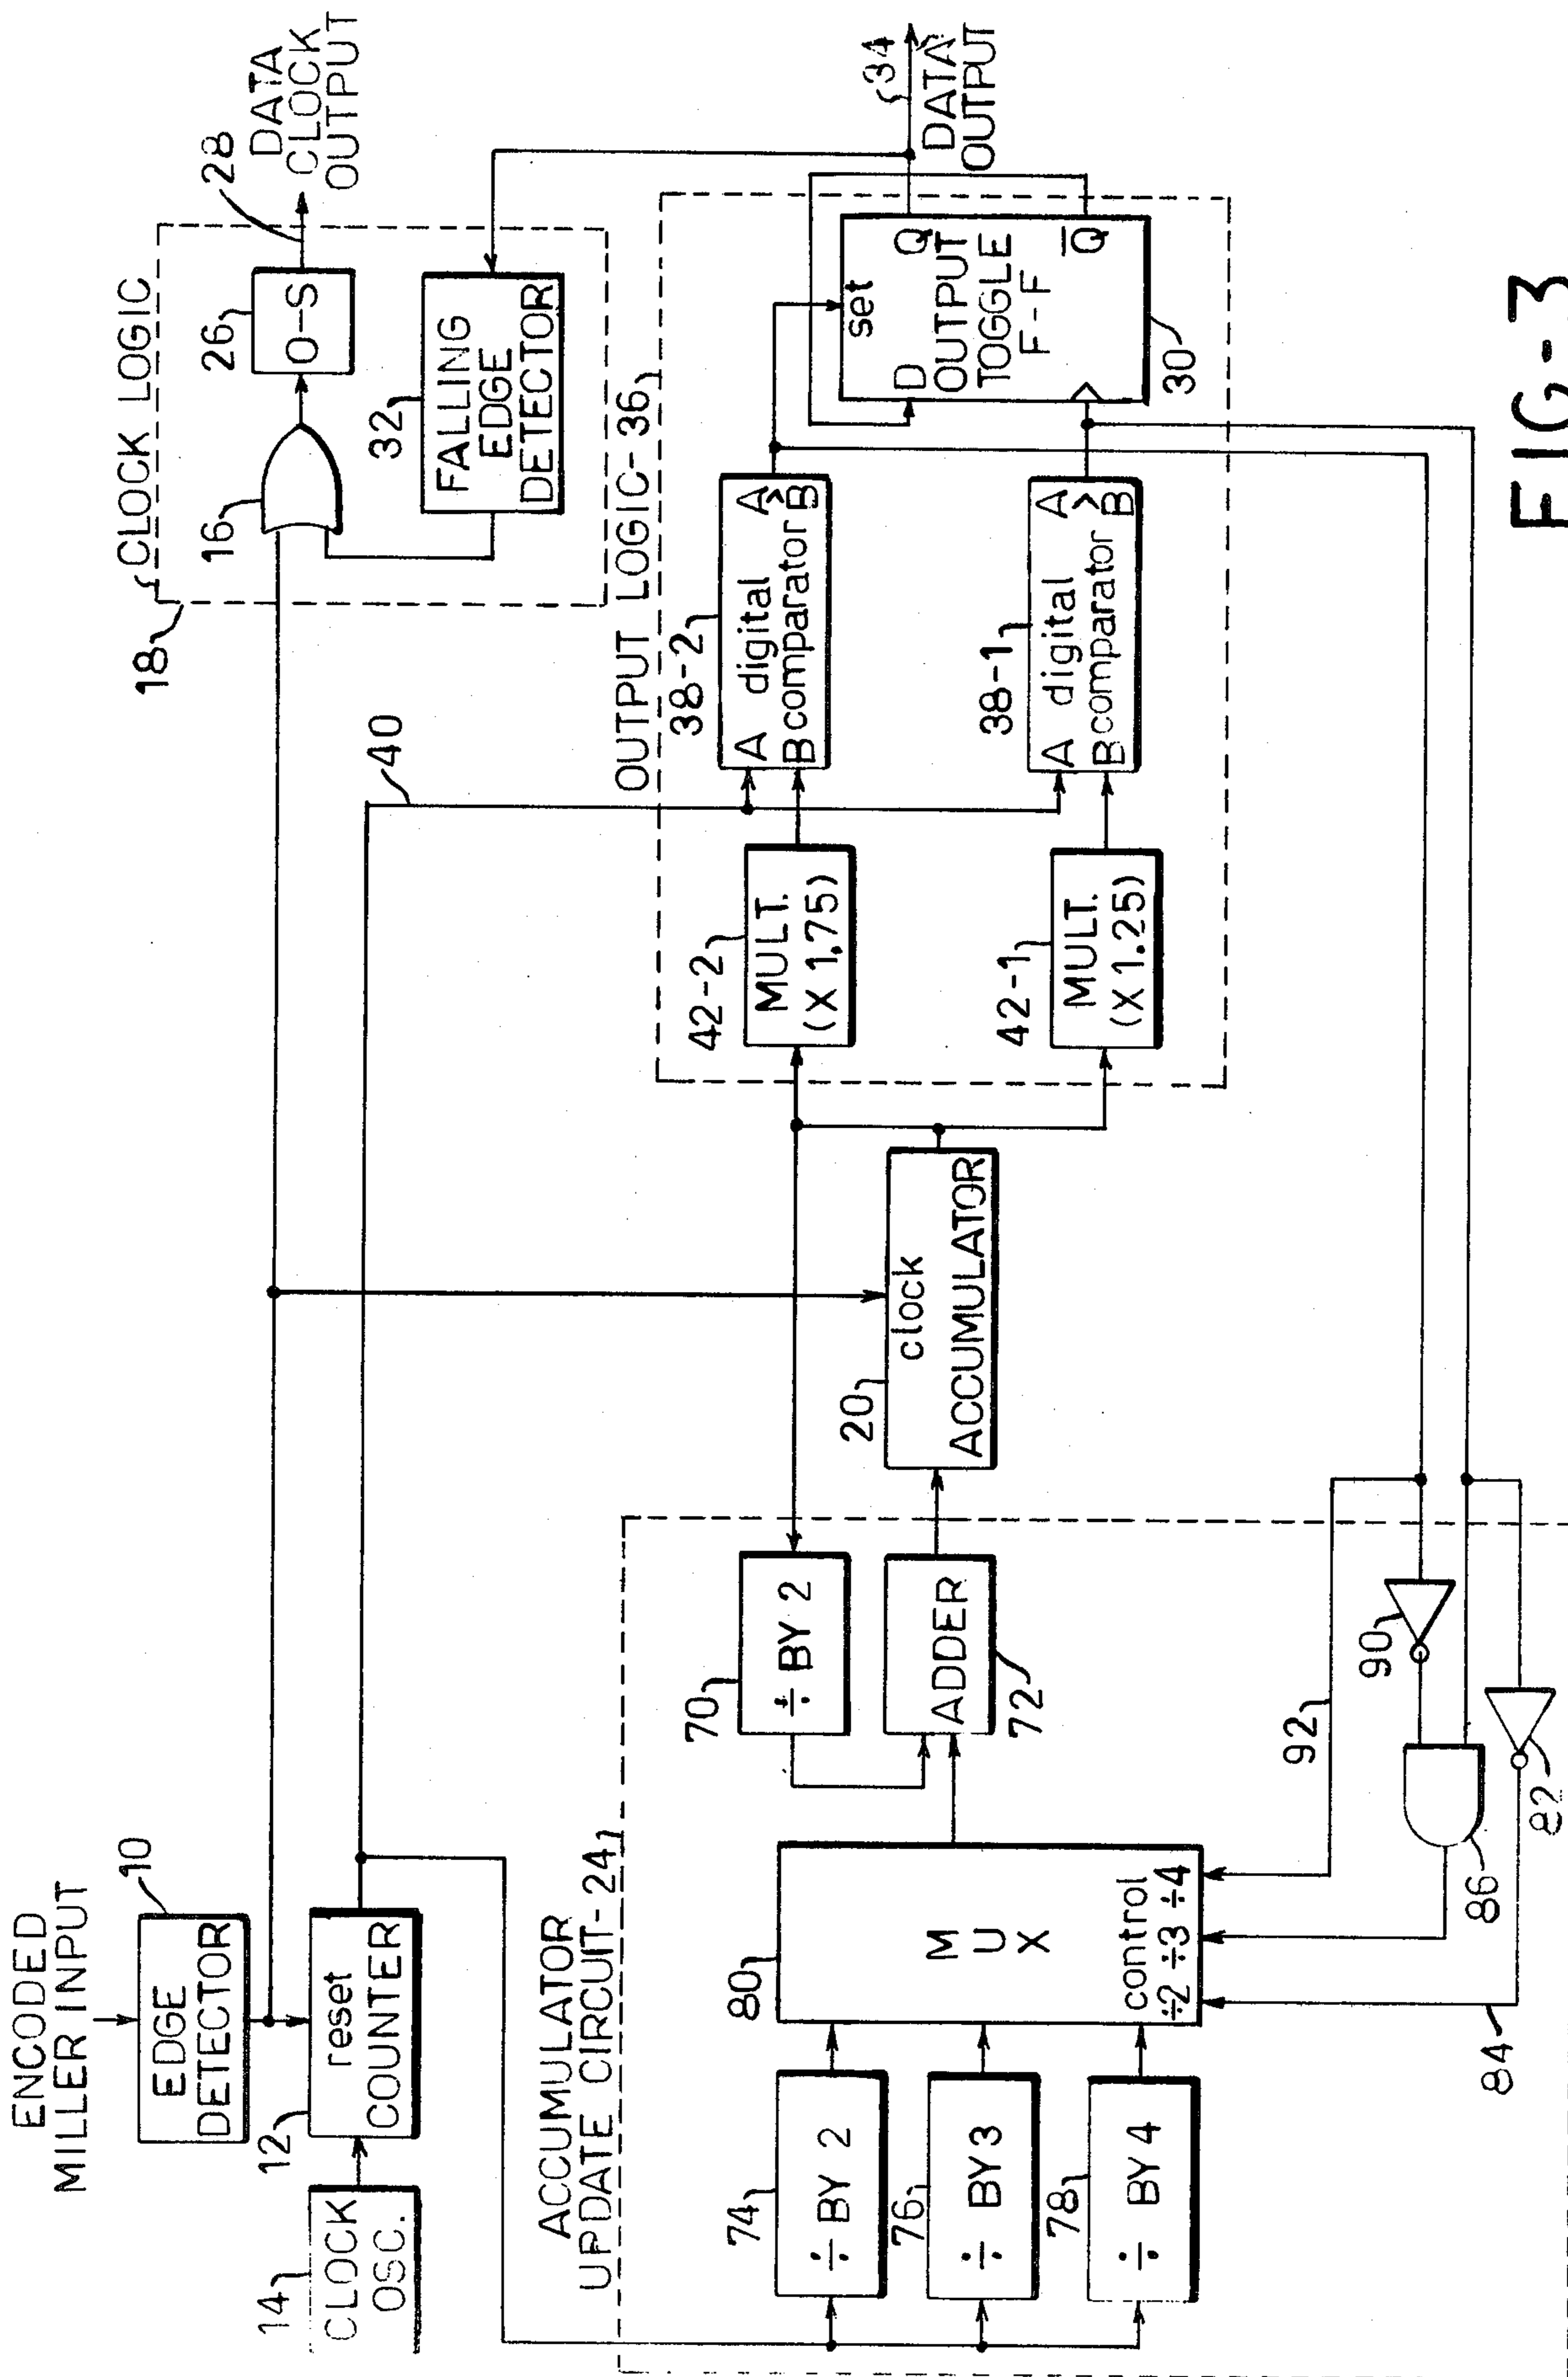 ENCODED
MILLER INPUT
EDGE
DETECTOR
10
reset
COUNTER
12
CLOCK
OSC.
14
18
CLOCK LOGIC
16
26
O-S
28
DATA
CLOCK
OUTPUT
32
FALLING
EDGE
DETECTOR
40
OUTPUT LOGIC-36
42-2
MULT.
(X 1.75)
38-2
A digital A
B comparator > B
42-1
MULT.
(X 1.25)
38-1
A digital A
B comparator > B
set
D Q
OUTPUT
TOGGLE
F-F
Q
30
34
DATA
OUTPUT
20
clock
ACCUMULATOR
ACCUMULATOR
UPDATE CIRCUIT-24
70
÷ BY 2
ADDER
72
74
÷ BY 2
76
÷ BY 3
78
÷ BY 4
80
MUX
control
÷2 ÷3 ÷4
84
86
82
90
92
FIG-3